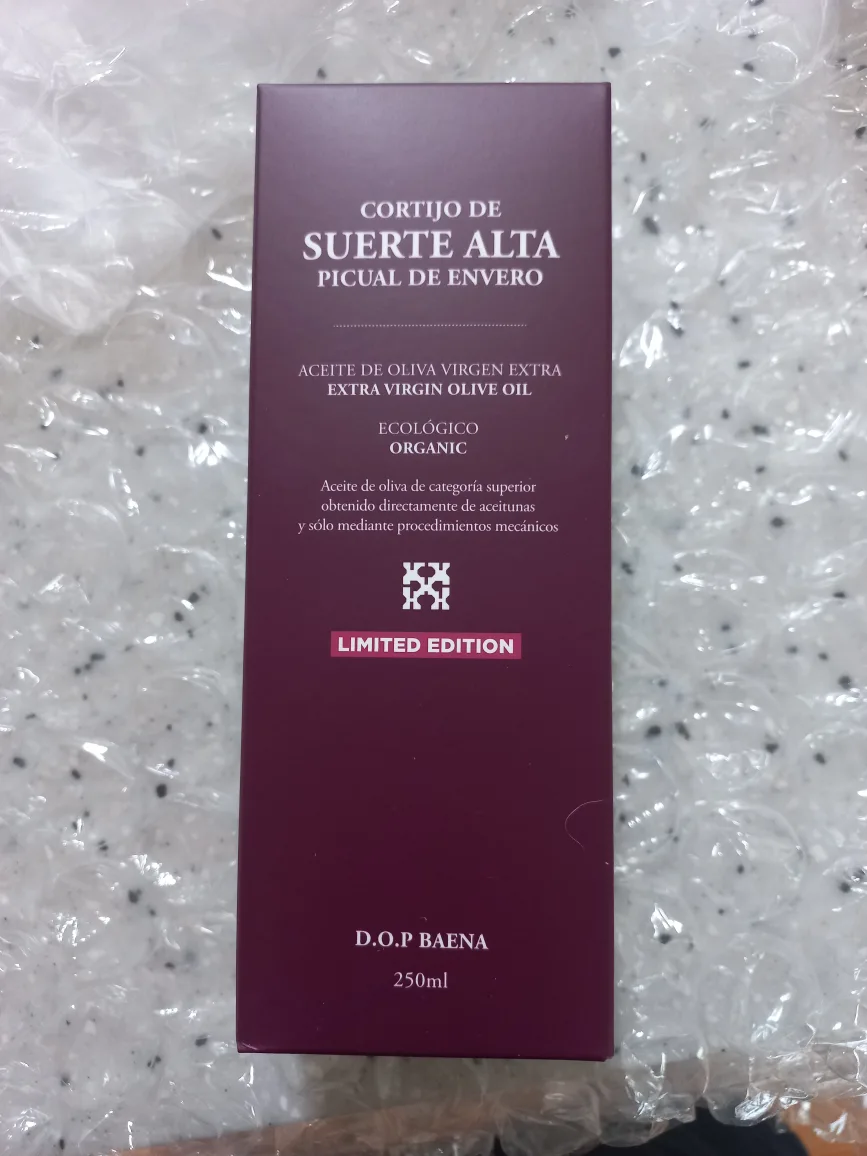 CORTIJO DE
SUERTE ALTA
PICUAL DE ENVERO
ACEITE DE OLIVA VIRGEN EXTRA
EXTRA VIRGIN OLIVE OIL
ECOLÓGICO
ORGANIC
Aceite de oliva de categoría superior
obtenido directamente de aceitunas
y sólo mediante procedimientos mecánicos
LIMITED EDITION
D.O.P BAENA
250ml